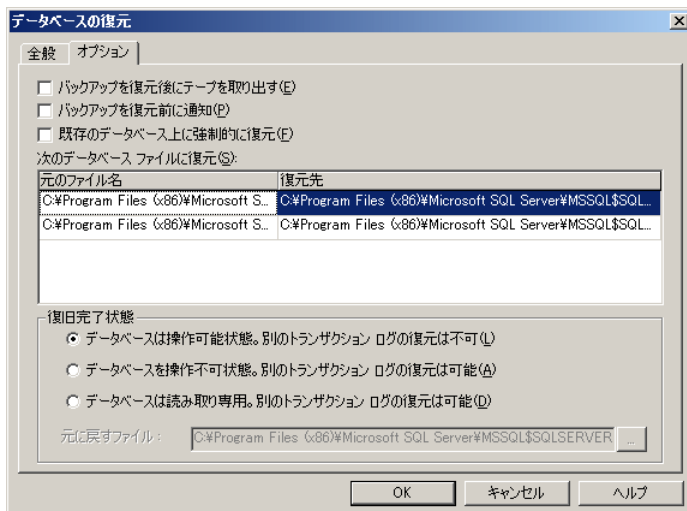 データベースの復元
全般 オプション
バックアップを復元後にテープを取り出す(E)
バックアップを復元前に通知(P)
既存のデータベース上に強制的に復元(F)
次のデータベース ファイルに復元(S):
元のファイル名 復元先
C:¥Program Files (x86)¥Microsoft S... C:¥Program Files (x86)¥Microsoft SQL Server¥MSSQL$SQL...
C:¥Program Files (x86)¥Microsoft S... C:¥Program Files (x86)¥Microsoft SQL Server¥MSSQL$SQL...
復旧完了状態
データベースは操作可能状態。別のトランザクション ログの復元は不可(L)
データベースを操作不可状態。別のトランザクション ログの復元は可能(A)
データベースは読み取り専用。別のトランザクション ログの復元は可能(D)
元に戻すファイル: C:¥Program Files (x86)¥Microsoft SQL Server¥MSSQL$SQLSERVER ...
OK キャンセル ヘルプ